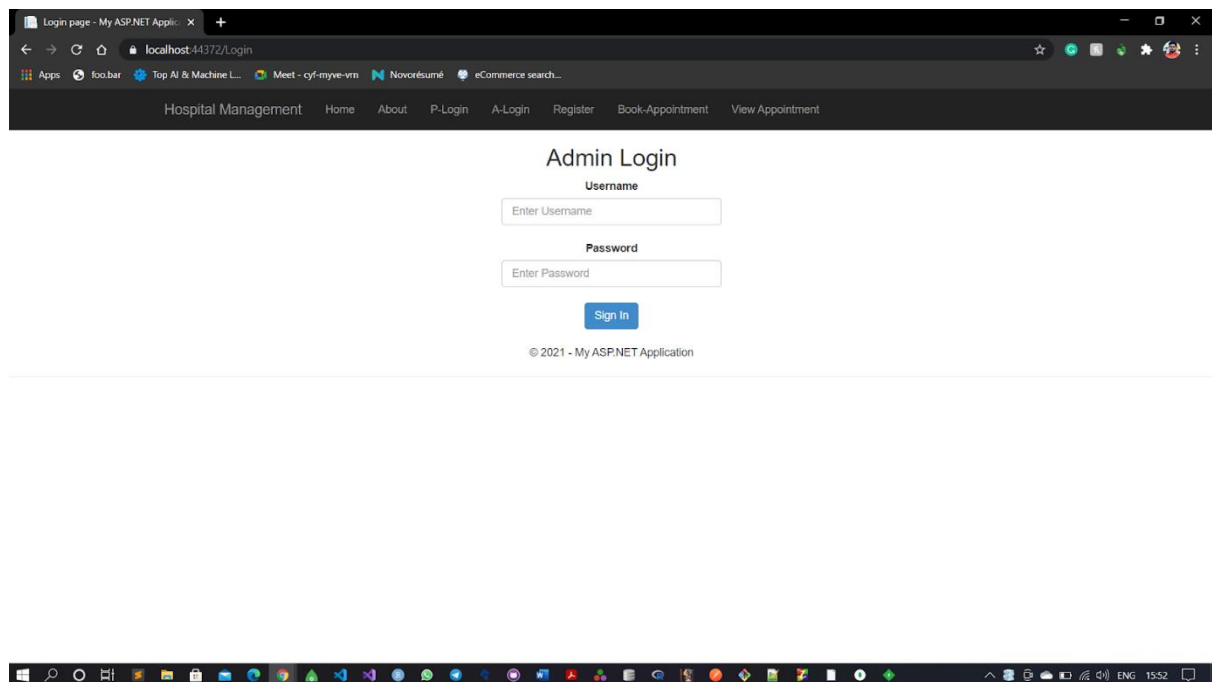 Login page - My ASP.NET Applic
localhost:44372/Login
Apps foo.bar Top AI & Machine L... Meet - cyf-myve-vrn Novorésumé eCommerce search...
Hospital Management Home About P-Login A-Login Register Book-Appointment View Appointment
Admin Login
Username
Enter Username
Password
Enter Password
Sign In
© 2021 - My ASP.NET Application
ENG 15:52